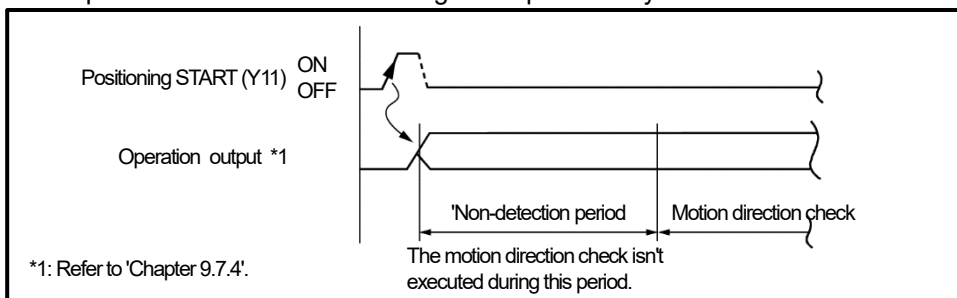 Positioning START (Y11) ON
OFF
Operation output *1
'Non-detection period Motion direction check
The motion direction check isn't
executed during this period.
*1: Refer to 'Chapter 9.7.4'.